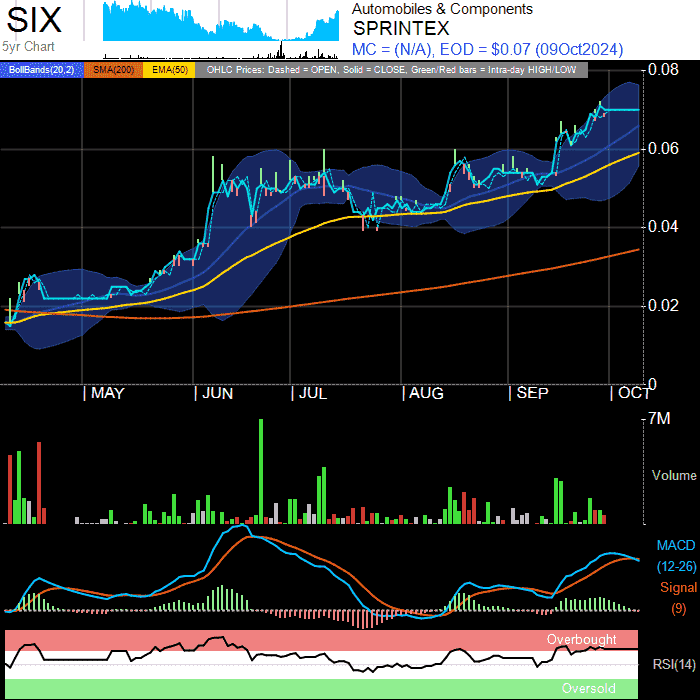 SIX
5yr Chart
Automobiles & Components
SPRINTEX
MC = (N/A), EOD = $0.07 (09Oct2024)
BollBands(20,2) SMA(200) EMA(50) OHLC Prices: Dashed = OPEN, Solid = CLOSE, Green/Red bars = Intra-day HIGH/LOW
0.08
0.06
0.04
0.02
0
| MAY | JUN | JUL | AUG | SEP | OCT
7M
Volume
MACD
(12-26)
Signal
(9)
Overbought
RSI(14)
Oversold